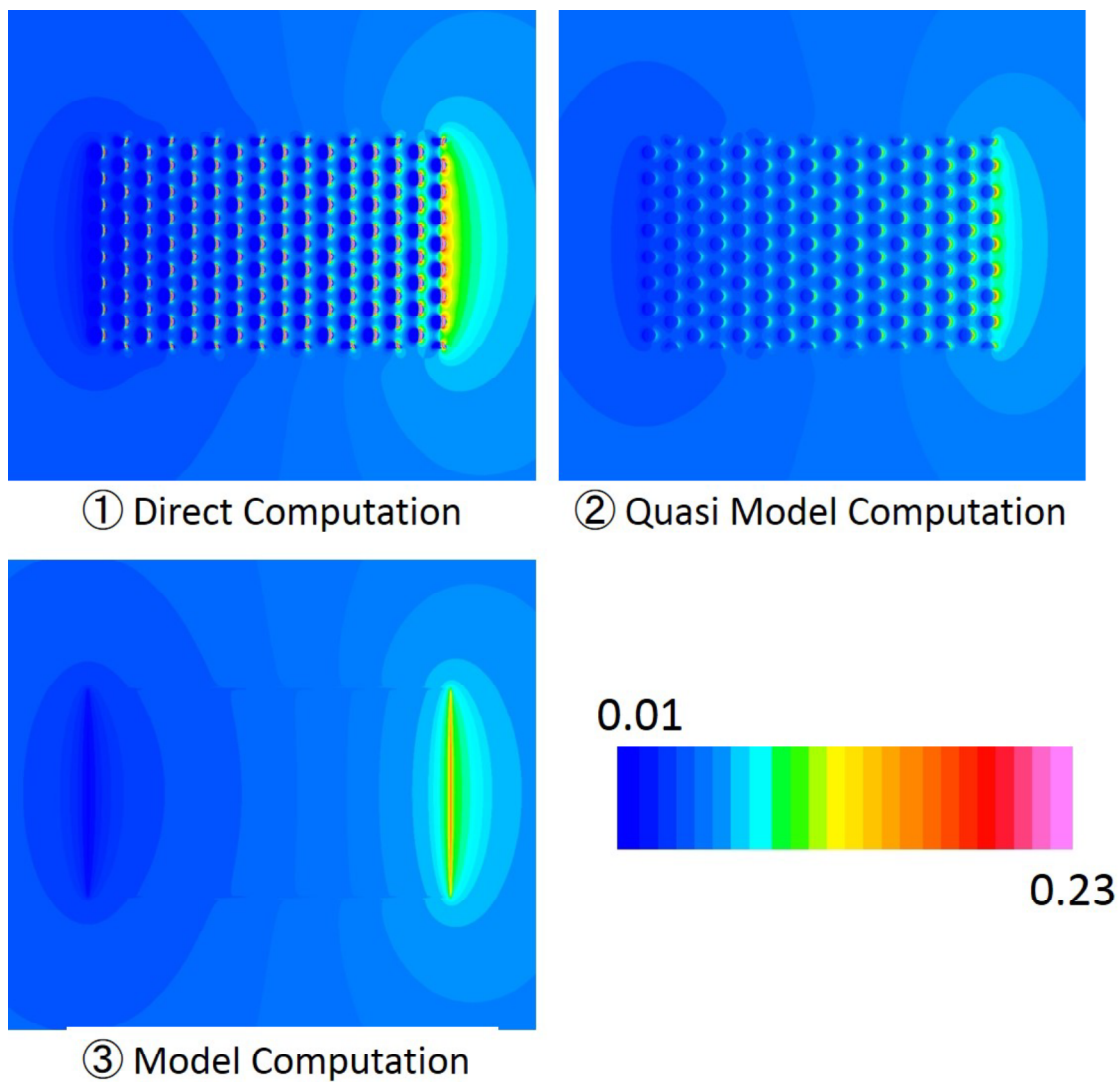 ① Direct Computation
② Quasi Model Computation
0.01
0.23
③ Model Computation